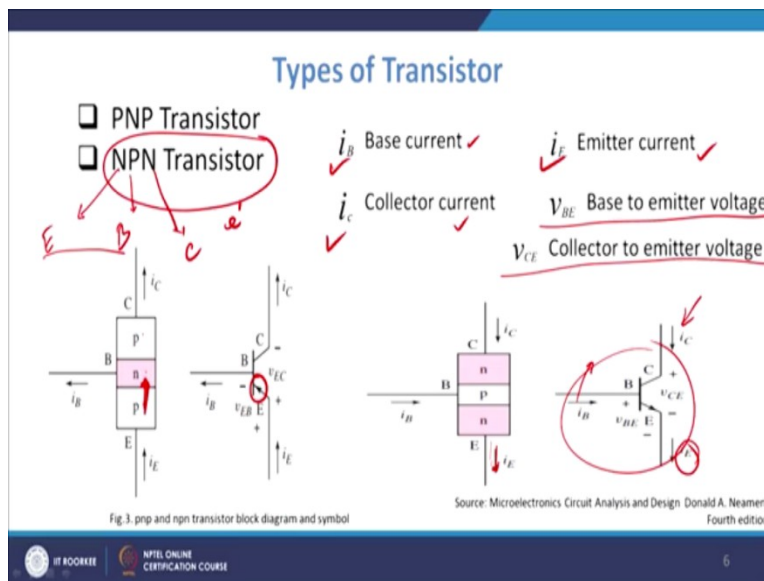 Types of Transistor
❑ PNP Transistor
❑ NPN Transistor
i_B Base current
i_E Emitter current
i_c Collector current
v_BE Base to emitter voltage
v_CE Collector to emitter voltage
E B C e
C i_C
p
B n
i_B
p
E i_E
i_C
C −
B v_EC
−
i_B v_EB E +
+
i_E
C i_C
n
B p
i_B
n
E i_E
i_C
C +
B v_CE
i_B + v_BE E −
−
E
Source: Microelectronics Circuit Analysis and Design Donald A. Neamen
Fourth edition
Fig.3. pnp and npn transistor block diagram and symbol
IIT ROORKEE
NPTEL ONLINE
CERTIFICATION COURSE
6